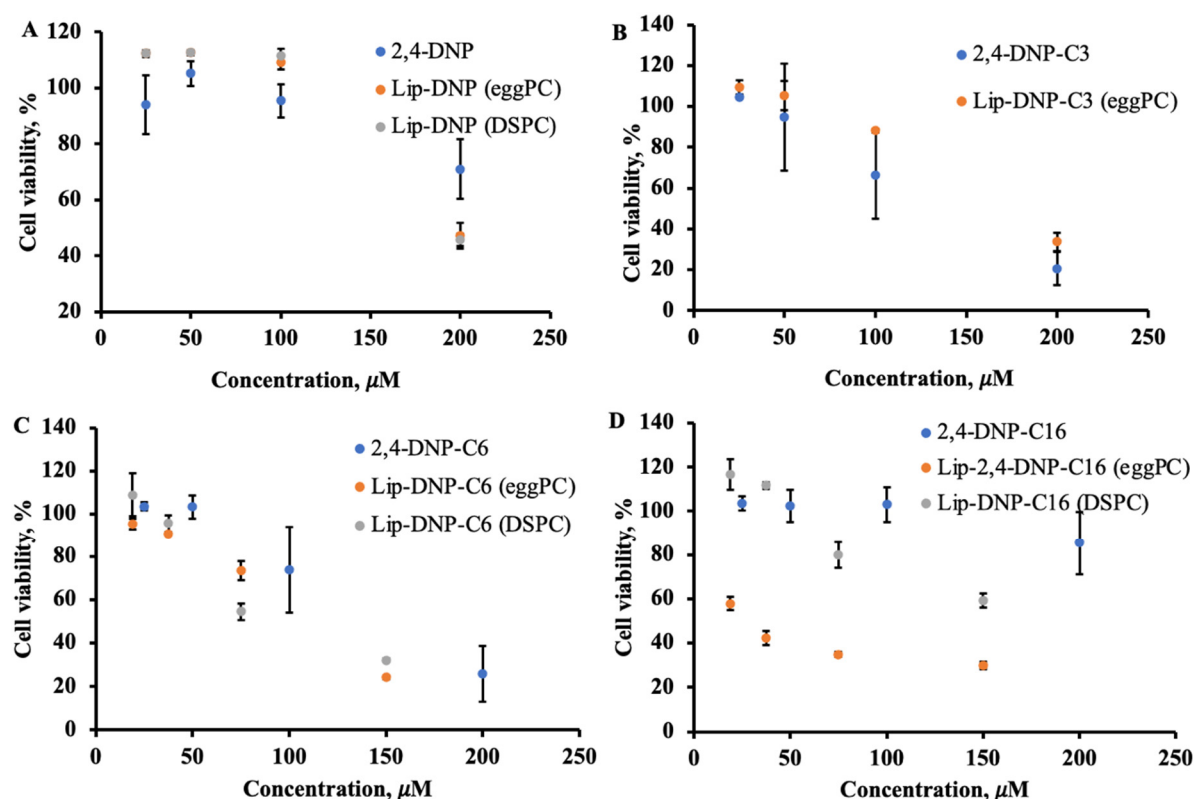 A
Cell viability, %
120
100
80
60
40
20
0
50
100
150
200
250
Concentration, μM
2,4-DNP
Lip-DNP (eggPC)
Lip-DNP (DSPC)
B
Cell viability, %
140
120
100
80
60
40
20
0
0
50
100
150
200
250
Concentration, μM
2,4-DNP-C3
Lip-DNP-C3 (eggPC)
C
Cell viability, %
140
120
100
80
60
40
20
0
0
50
100
150
200
250
Concentration, μM
2,4-DNP-C6
Lip-DNP-C6 (eggPC)
Lip-DNP-C6 (DSPC)
D
Cell viability, %
140
120
100
80
60
40
20
0
0
50
100
150
200
250
Concentration, μM
2,4-DNP-C16
Lip-2,4-DNP-C16 (eggPC)
Lip-DNP-C16 (DSPC)